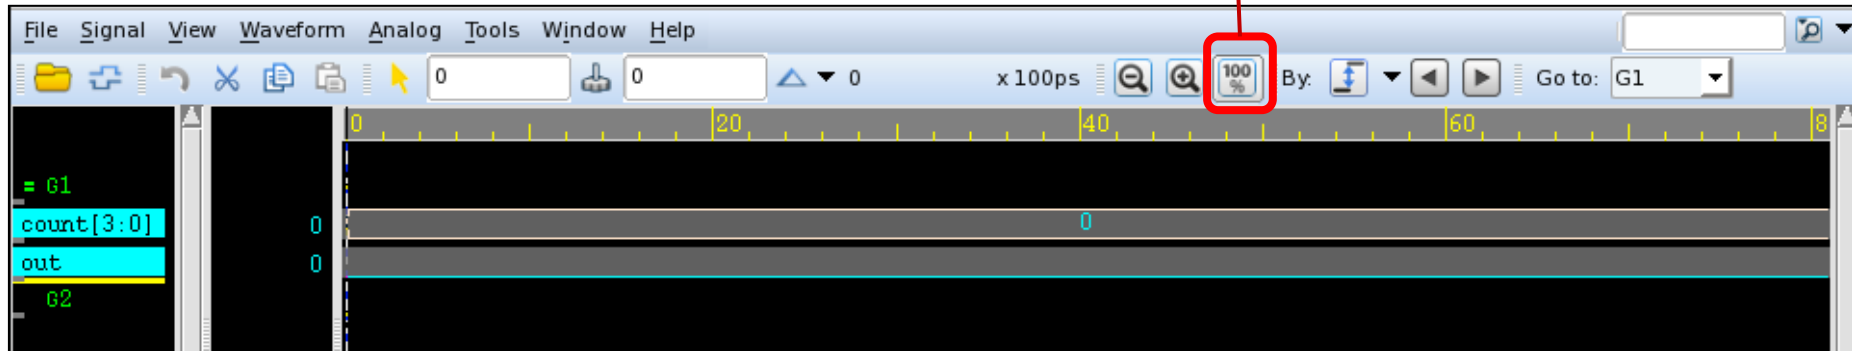 File Signal View Waveform Analog Tools Window Help
0 0 0 x 100ps 100 % By: Go to: G1
0 20 40 60 8
= G1
count[3:0] 0 0
out 0
G2